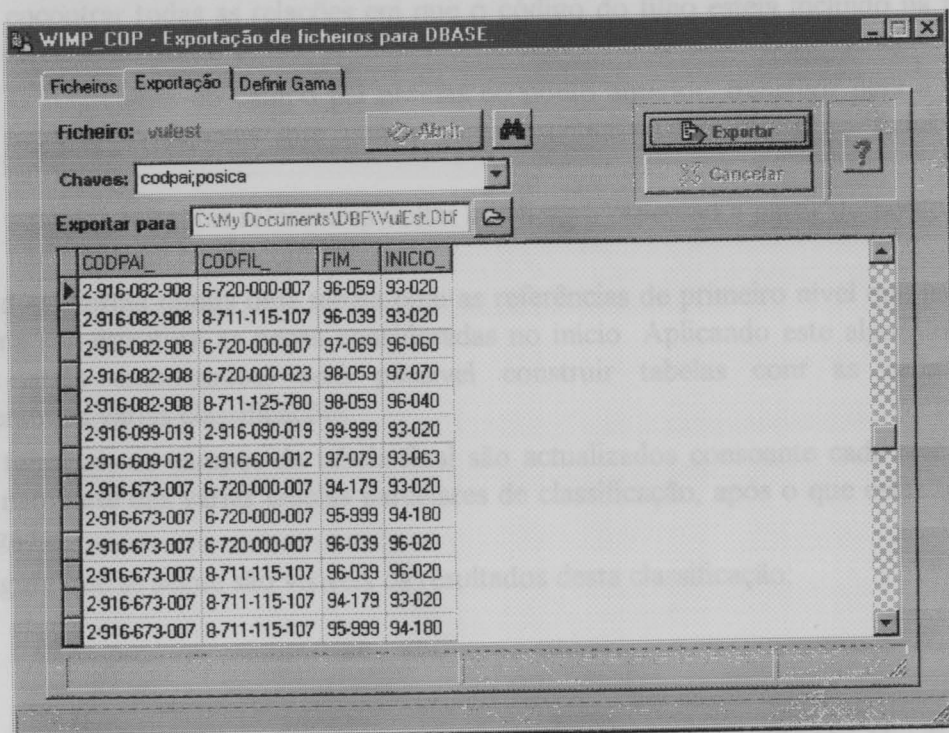 WIMP_COP - Exportação de ficheiros para DBASE.
Ficheiros Exportação Definir Gama
Ficheiro: vulest Abrir Exportar ?
Chaves: codpai;posica Cancelar
Exportar para C:\My Documents\DBF\VulEst.Dbf
CODPAI_ CODFIL_ FIM_ INICIO_
2-916-082-908 6-720-000-007 96-059 93-020
2-916-082-908 8-711-115-107 96-039 93-020
2-916-082-908 6-720-000-007 97-069 96-060
2-916-082-908 6-720-000-023 98-059 97-070
2-916-082-908 8-711-125-780 98-059 96-040
2-916-099-019 2-916-090-019 99-999 93-020
2-916-609-012 2-916-600-012 97-079 93-063
2-916-673-007 6-720-000-007 94-179 93-020
2-916-673-007 6-720-000-007 95-999 94-180
2-916-673-007 6-720-000-007 96-039 96-020
2-916-673-007 8-711-115-107 96-039 96-020
2-916-673-007 8-711-115-107 94-179 93-020
2-916-673-007 8-711-115-107 95-999 94-180